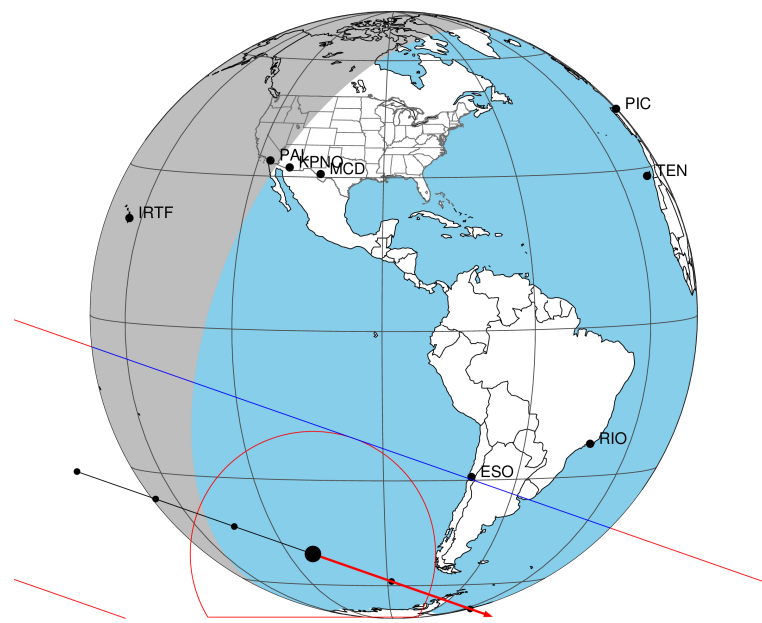 PIC
PAL
KPNO
MCD
TEN
IRTF
RIO
ESO